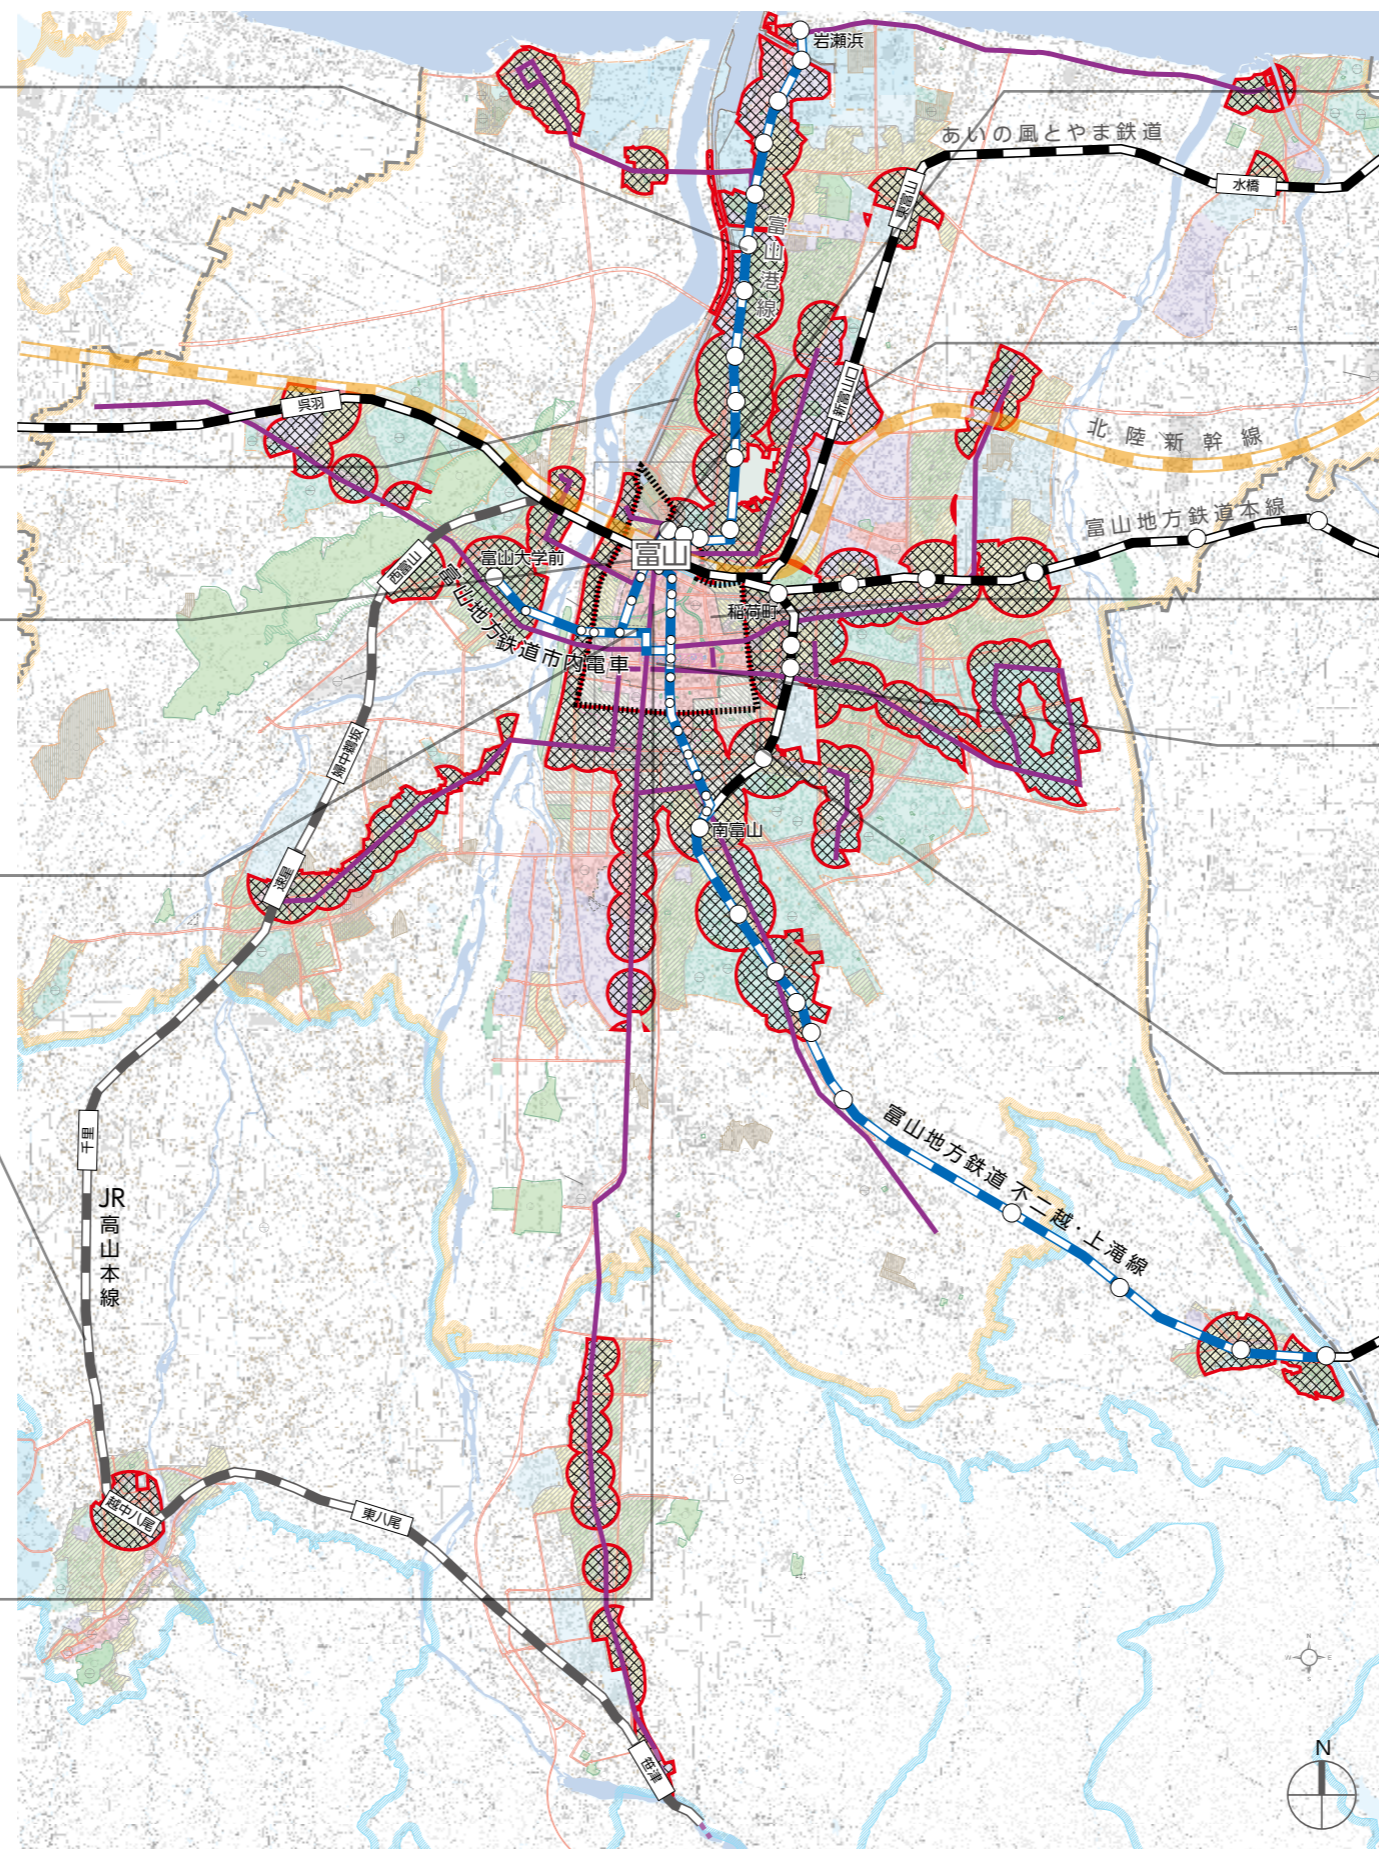 岩瀬浜
あいの風とやま鉄道
水橋
東富山
富山港線
新富山口
呉羽
北陸新幹線
富山地方鉄道本線
富山
富山大学前
西富山
稲荷町
富山地方鉄道市内電車
婦中鵜坂
南富山
速星
千里
JR
高山本線
富山地方鉄道 不二越・上滝線
越中八尾
東八尾
笹津
N
W
E
N